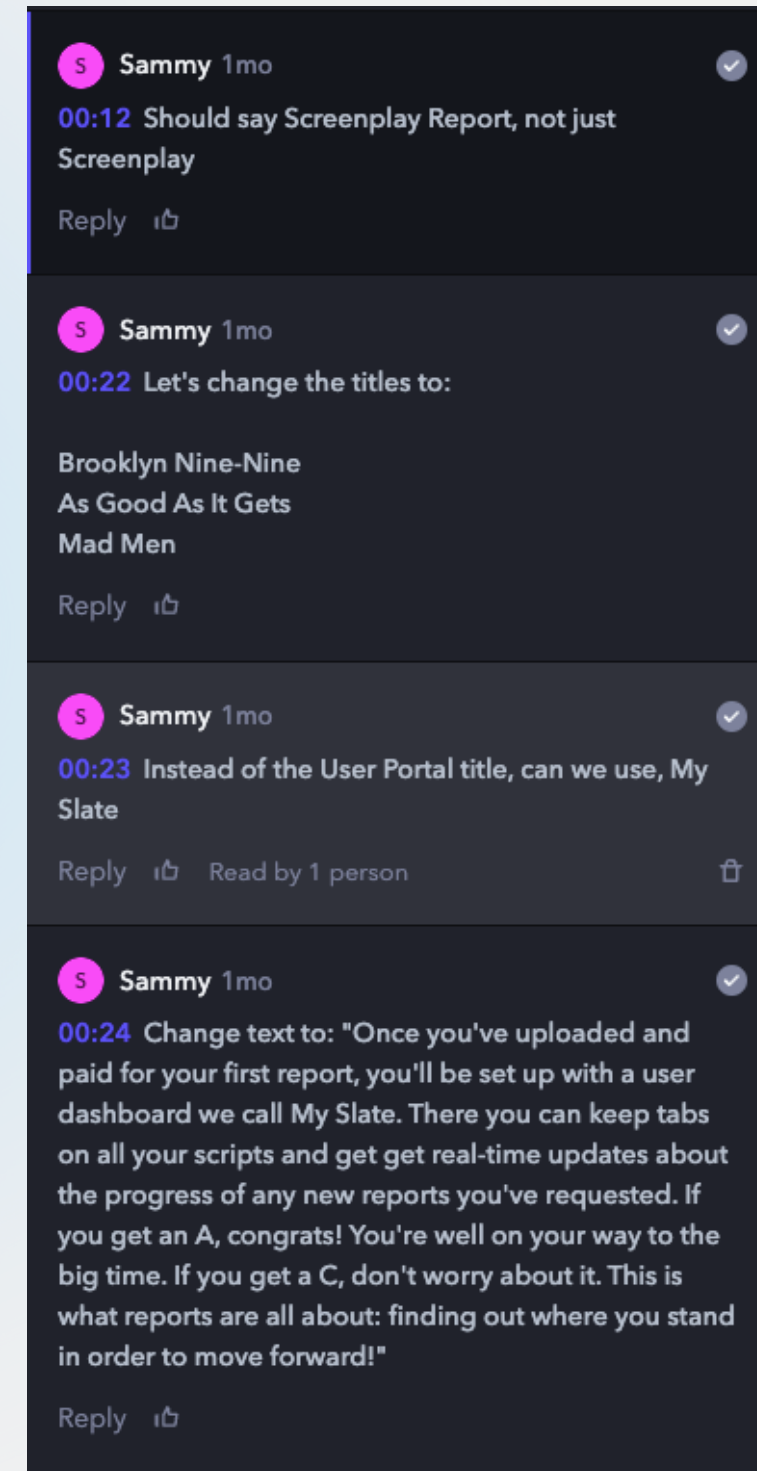 S Sammy 1mo
00:12 Should say Screenplay Report, not just
Screenplay
Reply
S Sammy 1mo
00:22 Let's change the titles to:
Brooklyn Nine-Nine
As Good As It Gets
Mad Men
Reply
S Sammy 1mo
00:23 Instead of the User Portal title, can we use, My
Slate
Reply Read by 1 person
S Sammy 1mo
00:24 Change text to: "Once you've uploaded and
paid for your first report, you'll be set up with a user
dashboard we call My Slate. There you can keep tabs
on all your scripts and get get real-time updates about
the progress of any new reports you've requested. If
you get an A, congrats! You're well on your way to the
big time. If you get a C, don't worry about it. This is
what reports are all about: finding out where you stand
in order to move forward!"
Reply